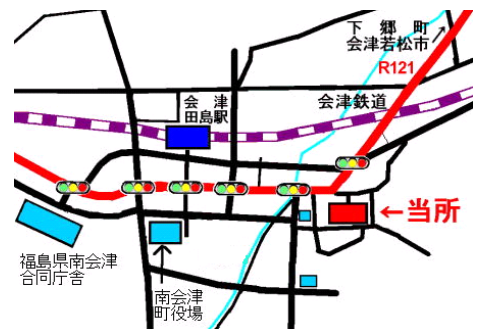 下郷町
会津若松市
R121
会津
田島駅
会津鉄道
←当所
福島県南会津
合同庁舎
南会津
町役場